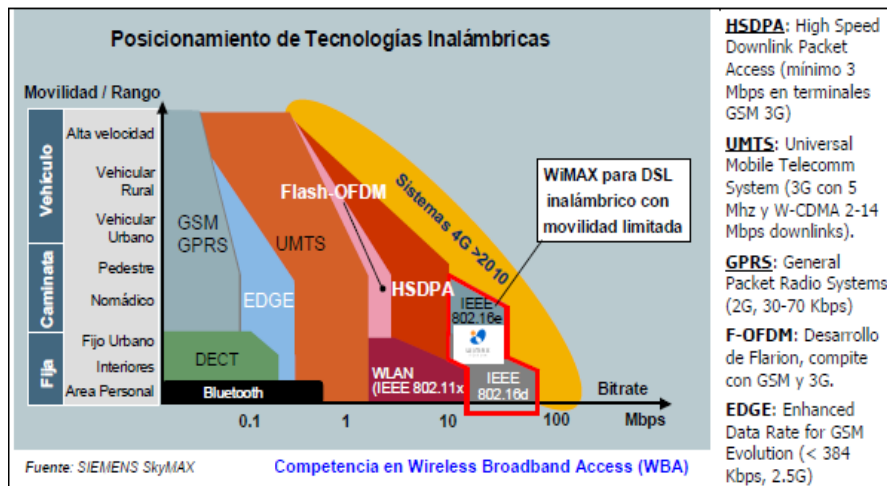 Posicionamiento de Tecnologías Inalámbricas
Movilidad / Rango
Vehículo
Alta velocidad
Vehicular
Rural
Vehicular
Urbano
Caminata
Pedestre
Nomádico
Fija
Fijo Urbano
Interiores
Area Personal
GSM
GPRS
EDGE
UMTS
Flash-OFDM
HSDPA
Sistemas 4G >2010
WiMAX para DSL
inalámbrico con
movilidad limitada
IEEE
802.16e
DECT
Bluetooth
WLAN
(IEEE 802.11x
IEEE
802.16d
Bitrate
0.1
1
10
100
Mbps
Fuente: SIEMENS SkyMAX
Competencia en Wireless Broadband Access (WBA)
HSDPA: High Speed
Downlink Packet
Access (mínimo 3
Mbps en terminales
GSM 3G)
UMTS: Universal
Mobile Telecomm
System (3G con 5
Mhz y W-CDMA 2-14
Mbps downlinks).
GPRS: General
Packet Radio Systems
(2G, 30-70 Kbps)
F-OFDM: Desarrollo
de Flarion, compite
con GSM y 3G.
EDGE: Enhanced
Data Rate for GSM
Evolution (< 384
Kbps, 2.5G)